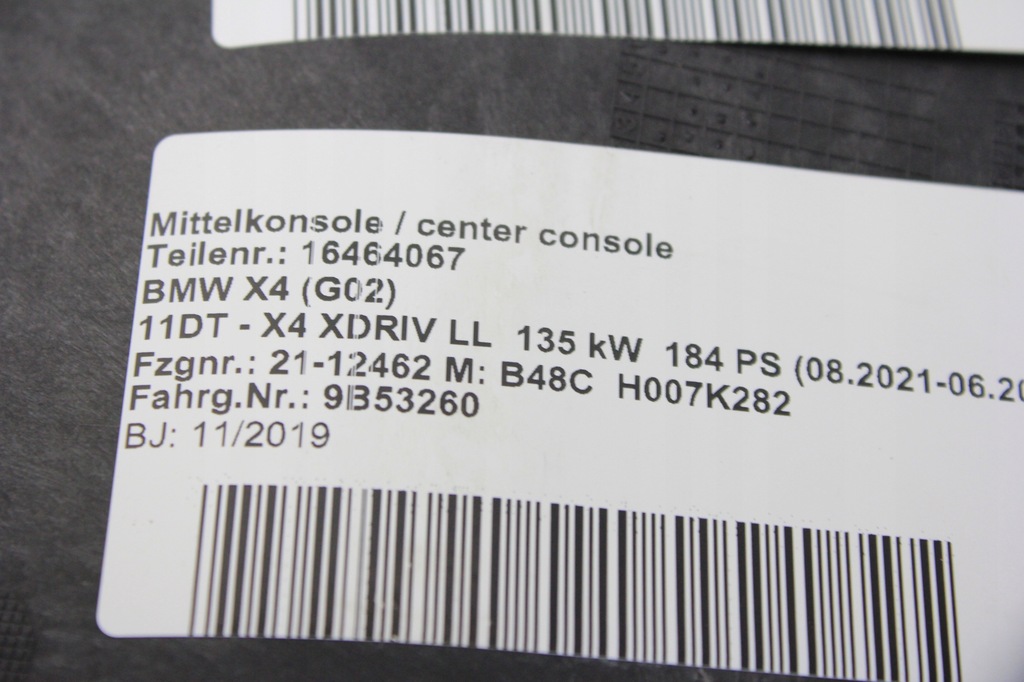 Mittelkonsole / center console
Teilenr.: 16464067
BMW X4 (G02)
11DT - X4 XDRIV LL 135 kW 184 PS (08.2021-06.20
Fzgnr.: 21-12462 M: B48C H007K282
Fahrg.Nr.: 9B53260
BJ: 11/2019